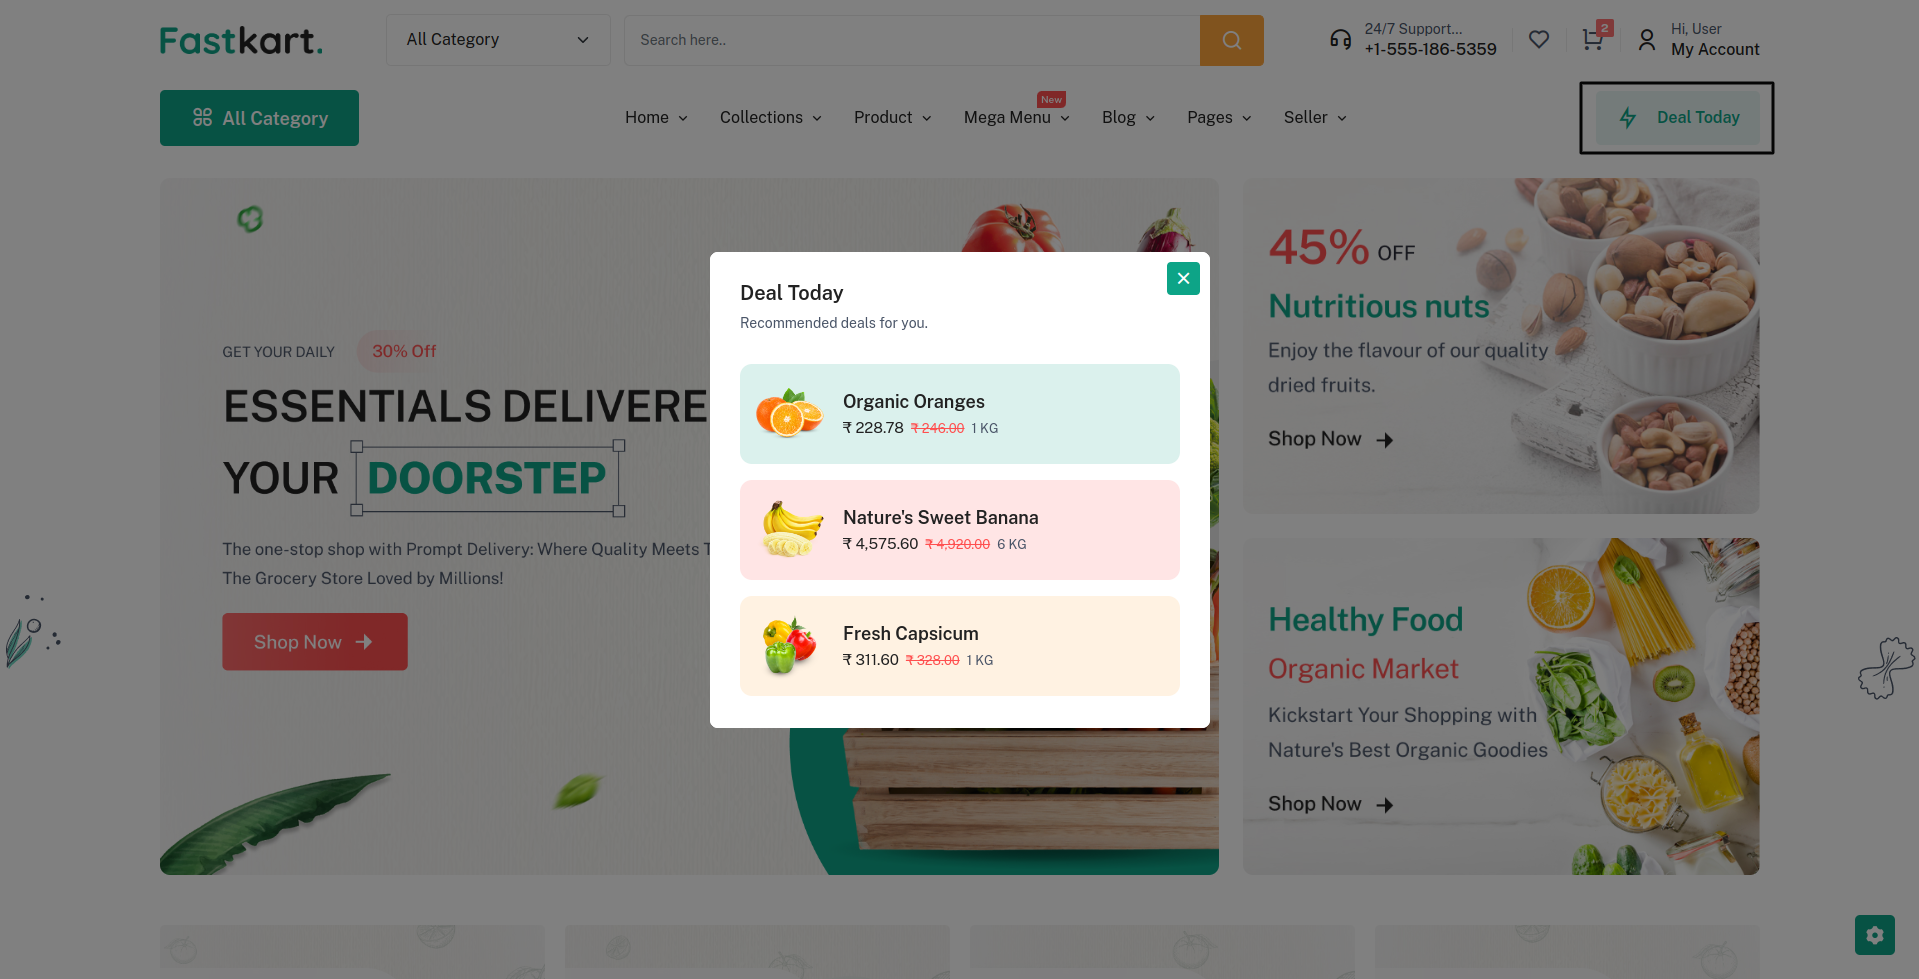 Fastkart.
All Category
Search here..
24/7 Support...
+1-555-186-5359
2
Hi, User
My Account
All Category
Home
Collections
Product
Mega Menu
New
Blog
Pages
Seller
Deal Today
GET YOUR DAILY
30% Off
ESSENTIALS DELIVERE
YOUR DOORSTEP
The one-stop shop with Prompt Delivery: Where Quality Meets T
The Grocery Store Loved by Millions!
Shop Now
Deal Today
Recommended deals for you.
Organic Oranges
₹ 228.78 ₹ 246.00 1 KG
Nature's Sweet Banana
₹ 4,575.60 ₹ 4,920.00 6 KG
Fresh Capsicum
₹ 311.60 ₹ 328.00 1 KG
45% OFF
Nutritious nuts
Enjoy the flavour of our quality
dried fruits.
Shop Now
Healthy Food
Organic Market
Kickstart Your Shopping with
Nature's Best Organic Goodies
Shop Now